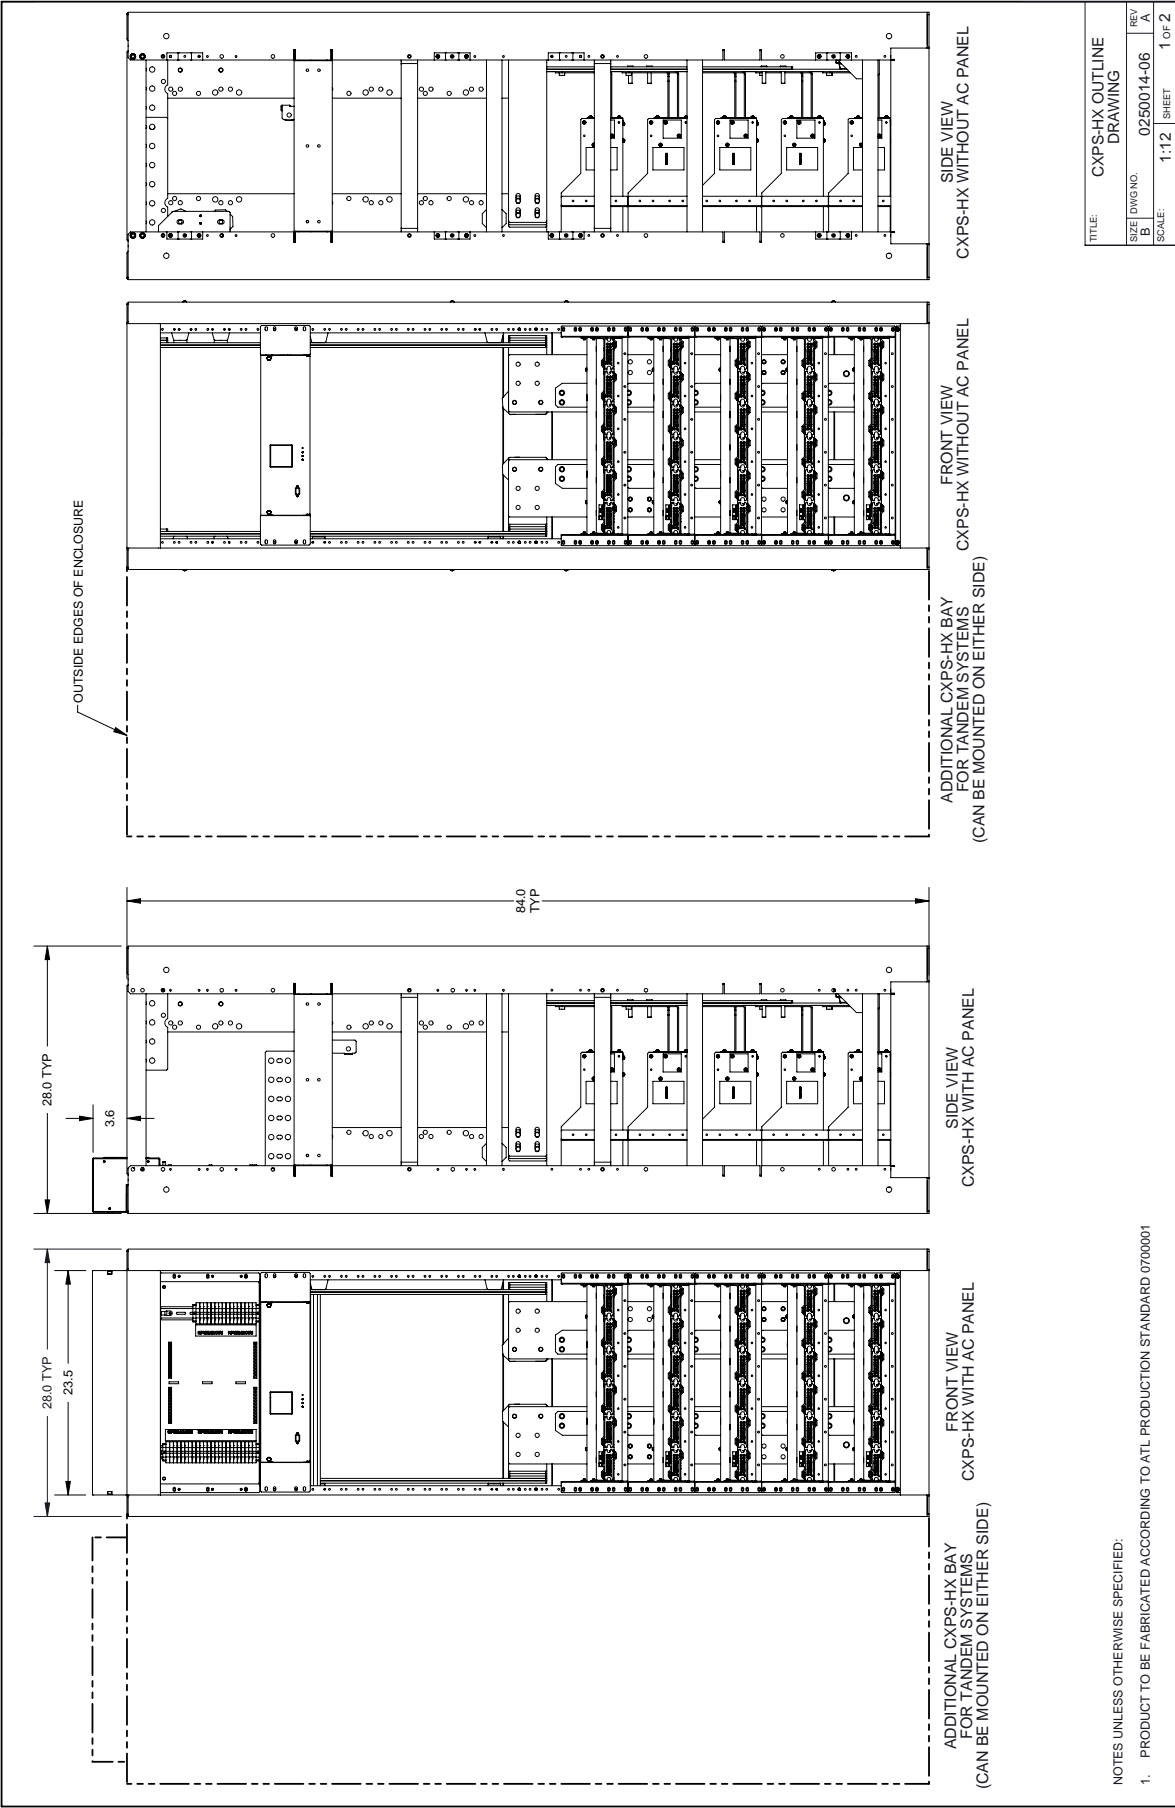 OUTSIDE EDGES OF ENCLOSURE
28.0 TYP
23.5
28.0 TYP
3.6
84.0
TYP
ADDITIONAL CXPS-HX BAY
FOR TANDEM SYSTEMS
(CAN BE MOUNTED ON EITHER SIDE)
FRONT VIEW
CXPS-HX WITH AC PANEL
SIDE VIEW
CXPS-HX WITH AC PANEL
ADDITIONAL CXPS-HX BAY
FOR TANDEM SYSTEMS
(CAN BE MOUNTED ON EITHER SIDE)
FRONT VIEW
CXPS-HX WITHOUT AC PANEL
SIDE VIEW
CXPS-HX WITHOUT AC PANEL
NOTES UNLESS OTHERWISE SPECIFIED:
1. PRODUCT TO BE FABRICATED ACCORDING TO ATL PRODUCTION STANDARD 0700001
TITLE:
CXPS-HX OUTLINE
DRAWING
SIZE DWG NO. REV
B 0250014-06 A
SCALE: 1:12 SHEET 1 OF 2